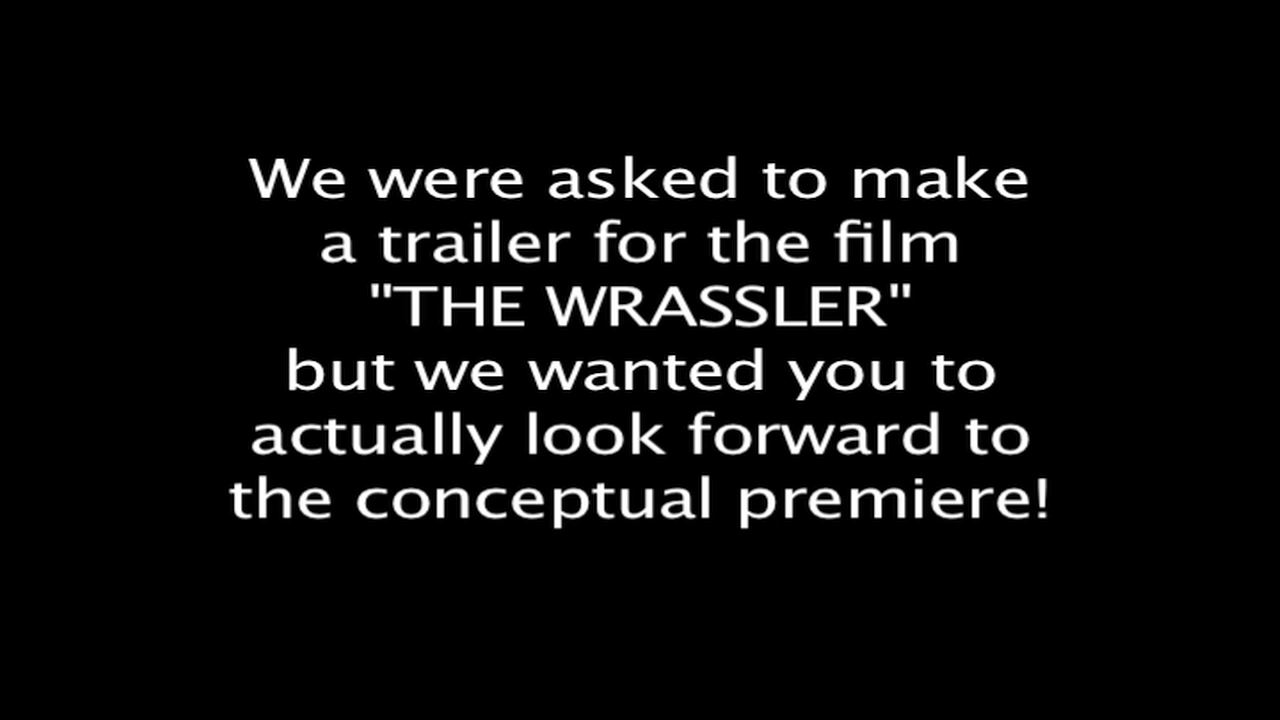 We were asked to make
a trailer for the film
"THE WRASSLER"
but we wanted you to
actually look forward to
the conceptual premiere!